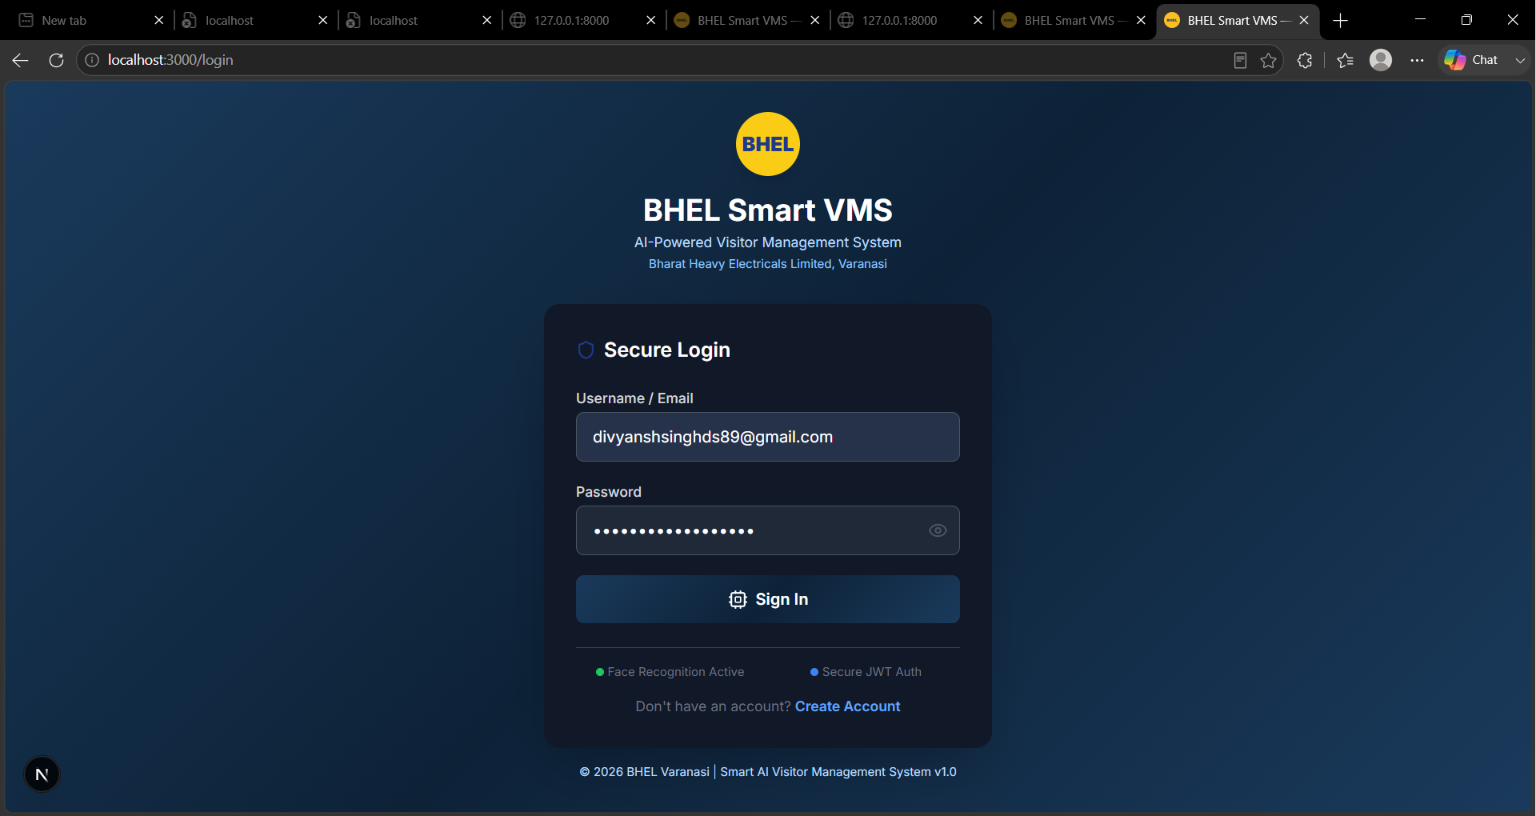 New tab
localhost
localhost
127.0.0.1:8000
BHEL Smart VMS —
127.0.0.1:8000
BHEL Smart VMS —
BHEL Smart VMS —
localhost:3000/login
Chat
BHEL
BHEL Smart VMS
AI-Powered Visitor Management System
Bharat Heavy Electricals Limited, Varanasi
Secure Login
Username / Email
divyanshsinghds89@gmail.com
Password
••••••••••••••••••
Sign In
Face Recognition Active
Secure JWT Auth
Don't have an account? Create Account
N
© 2026 BHEL Varanasi | Smart AI Visitor Management System v1.0